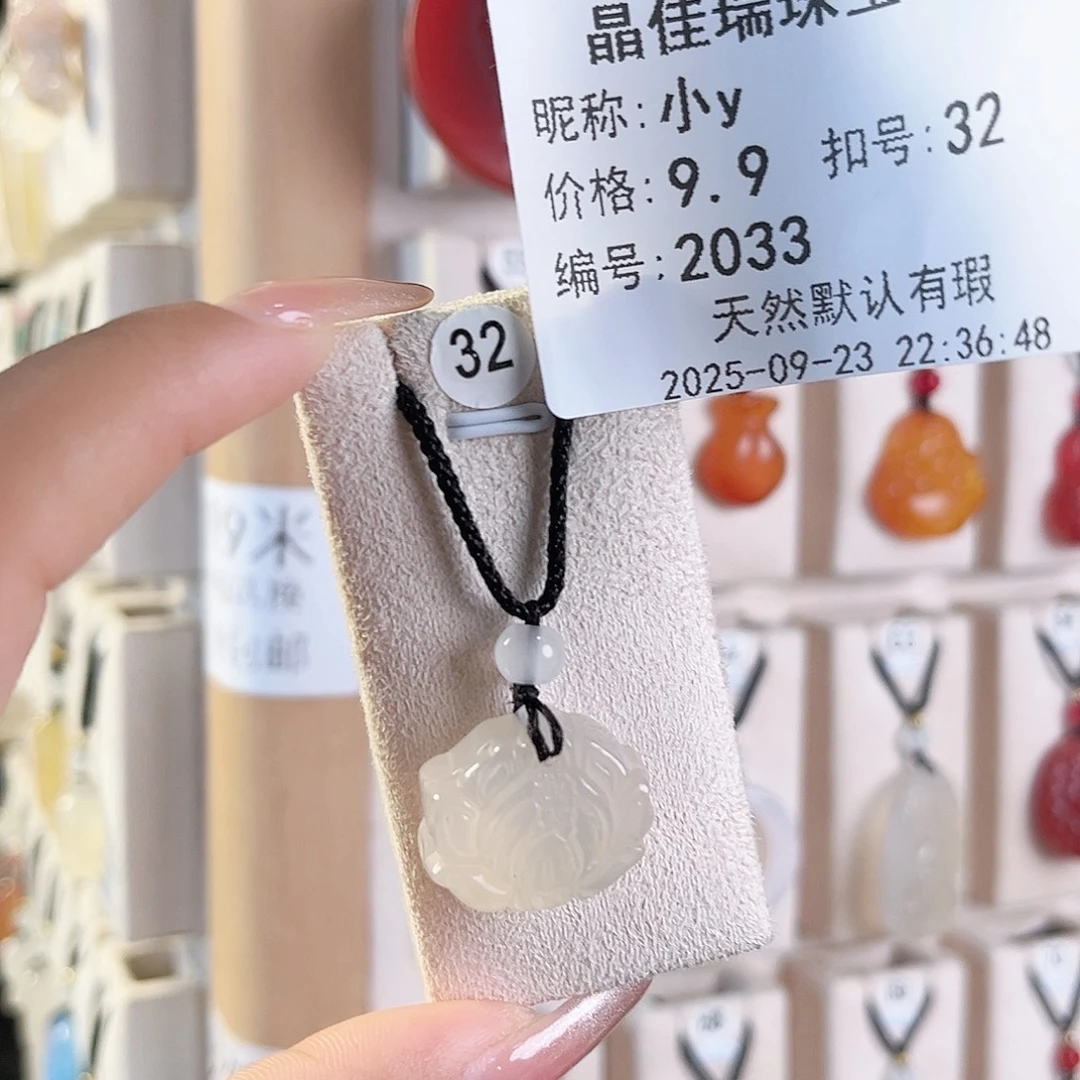 晶佳瑞珠宝
昵称:小y
价格:9.9 扣号:32
编号:2033
天然默认有瑕
2025-09-23 22:36:48
32